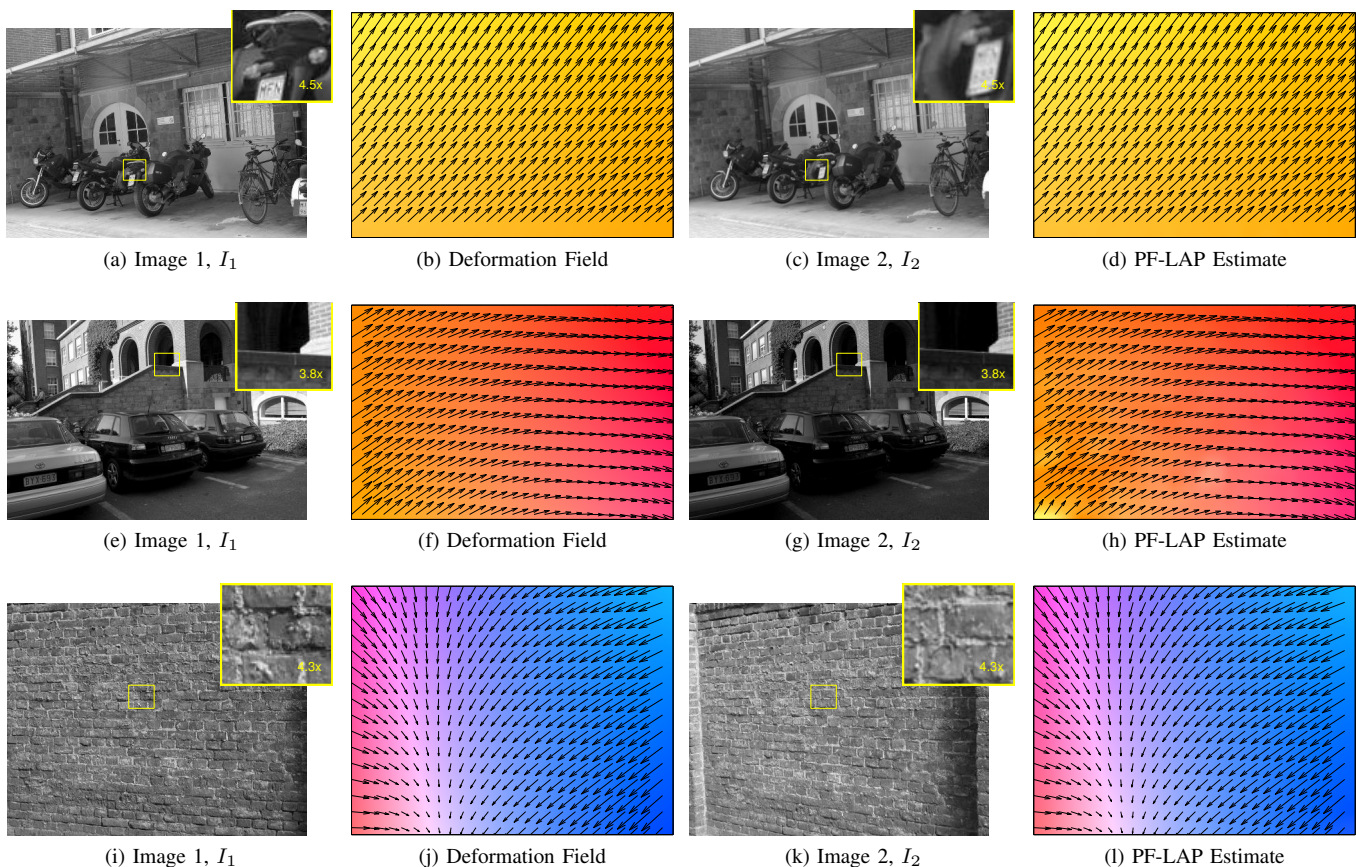 4.5x
4.5x
(a) Image 1, I₁
(b) Deformation Field
(c) Image 2, I₂
(d) PF-LAP Estimate
3.8x
3.8x
(e) Image 1, I₁
(f) Deformation Field
(g) Image 2, I₂
(h) PF-LAP Estimate
4.3x
4.3x
(i) Image 1, I₁
(j) Deformation Field
(k) Image 2, I₂
(l) PF-LAP Estimate